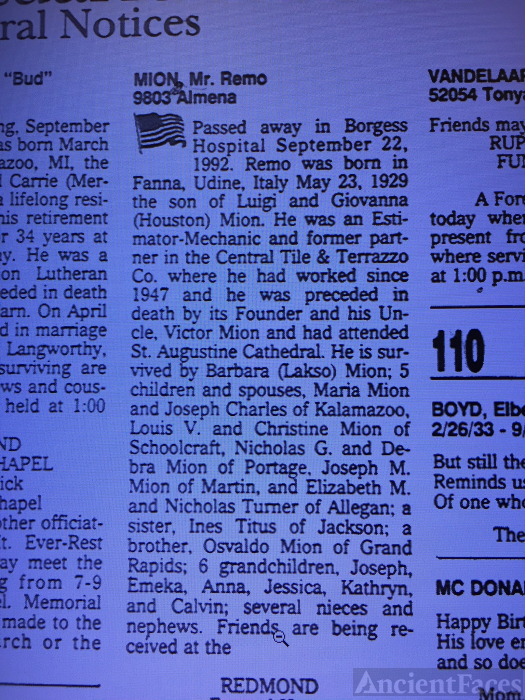 ral Notices
"Bud"
ng, September
as born March
azoo, MI, the
Carrie (Mer-
a lifelong resi-
his retirement
r 34 years at
y. He was a
on Lutheran
eded in death
arn. On April
d in marriage
Langworthy,
surviving are
ws and cous-
held at 1:00
ND
HAPEL
ick
hapel
ther officiat-
t. Ever-Rest
ay meet the
g from 7-9
el. Memorial
made to the
rch or the
MION, Mr. Remo
9803 Almena
Passed away in Borgess
Hospital September 22,
1992. Remo was born in
Fanna, Udine, Italy May 23, 1929
the son of Luigi and Giovanna
(Houston) Mion. He was an Esti-
mator-Mechanic and former part-
ner in the Central Tile & Terrazzo
Co. where he had worked since
1947 and he was preceded in
death by its Founder and his Un-
cle, Victor Mion and had attended
St. Augustine Cathedral. He is sur-
vived by Barbara (Lakso) Mion; 5
children and spouses, Maria Mion
and Joseph Charles of Kalamazoo,
Louis V. and Christine Mion of
Schoolcraft, Nicholas G. and De-
bra Mion of Portage, Joseph M.
Mion of Martin, and Elizabeth M.
and Nicholas Turner of Allegan; a
sister, Ines Titus of Jackson; a
brother, Osvaldo Mion of Grand
Rapids; 6 grandchildren, Joseph,
Emeka, Anna, Jessica, Kathryn,
and Calvin; several nieces and
nephews. Friends are being re-
ceived at the
REDMOND
VANDELAAR
52054 Tonya
Friends may
RUP
FU
A Fore
today whe
present fro
where servi
at 1:00 p.m.
110
BOYD, Elbe
2/26/33 - 9/
But still the
Reminds us
Of one who
The
MC DONA
Happy Birt
His love en
and so doe
Mom
AncientFaces